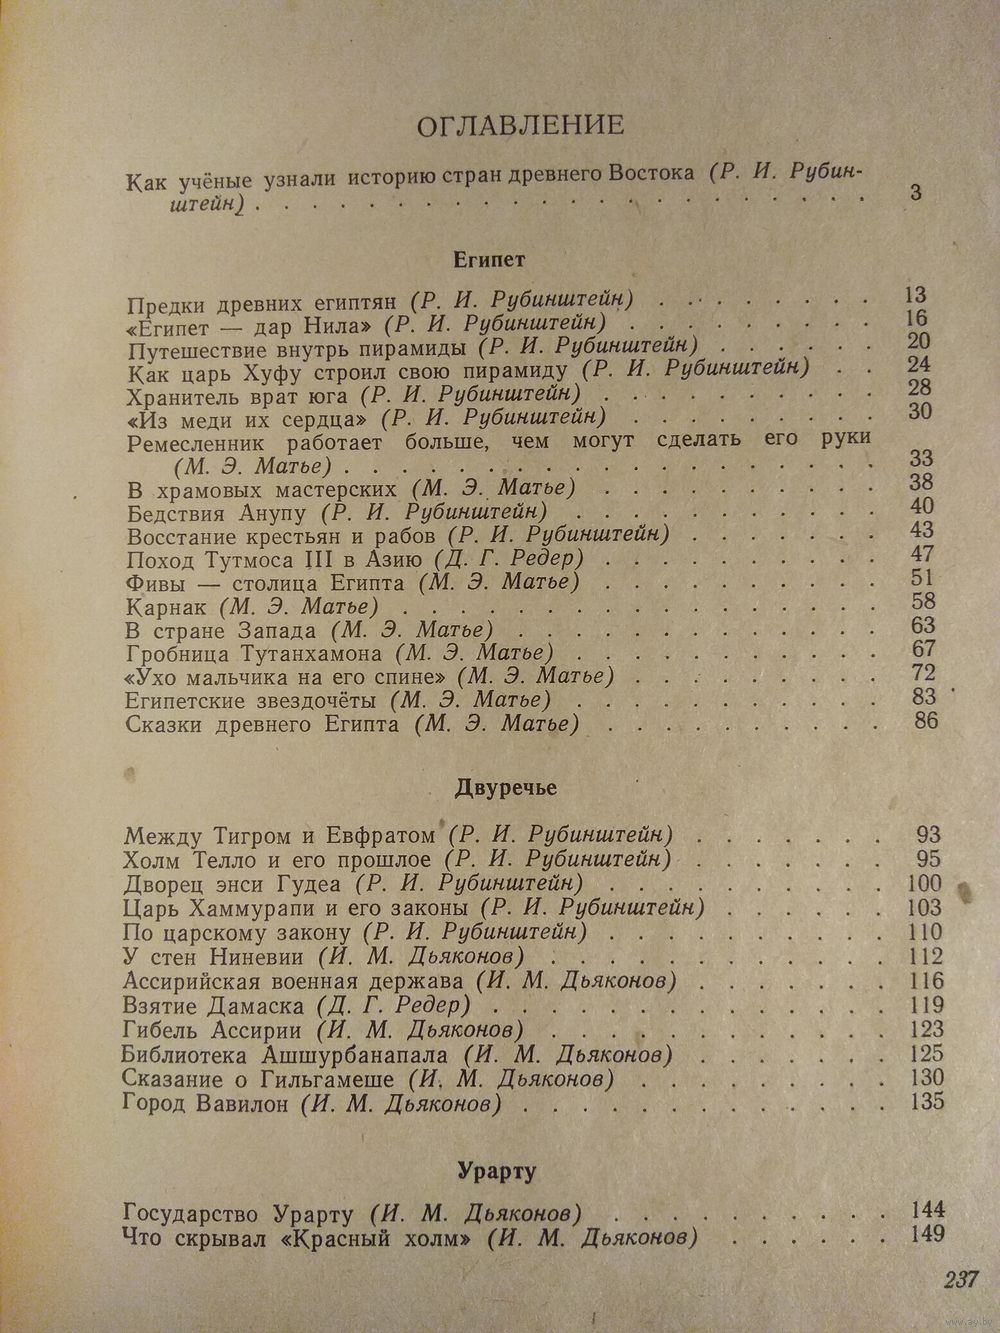 ОГЛАВЛЕНИЕ
Как учёные узнали историю стран древнего Востока (Р. И. Рубин-
штейн) . . . . . . . . . . . . . . . . . . . . . . 3
Египет
Предки древних египтян (Р. И. Рубинштейн) . . . . . . . . 13
«Египет — дар Нила» (Р. И. Рубинштейн) . . . . . . . . . 16
Путешествие внутрь пирамиды (Р. И. Рубинштейн) . . . . . . 20
Как царь Хуфу строил свою пирамиду (Р. И. Рубинштейн) . . 24
Хранитель врат юга (Р. И. Рубинштейн) . . . . . . . . . . 28
«Из меди их сердца» (Р. И. Рубинштейн) . . . . . . . . . 30
Ремесленник работает больше, чем могут сделать его руки
(М. Э. Матье) . . . . . . . . . . . . . . . . . . . 33
В храмовых мастерских (М. Э. Матье) . . . . . . . . . . 38
Бедствия Анупу (Р. И. Рубинштейн) . . . . . . . . . . . 40
Восстание крестьян и рабов (Р. И. Рубинштейн) . . . . . . . 43
Поход Тутмоса III в Азию (Д. Г. Редер) . . . . . . . . . . 47
Фивы — столица Египта (М. Э. Матье) . . . . . . . . . . 51
Карнак (М. Э. Матье) . . . . . . . . . . . . . . . . . 58
В стране Запада (М. Э. Матье) . . . . . . . . . . . . . 63
Гробница Тутанхамона (М. Э. Матье) . . . . . . . . . . . 67
«Ухо мальчика на его спине» (М. Э. Матье) . . . . . . . . . 72
Египетские звездочёты (М. Э. Матье) . . . . . . . . . . . 83
Сказки древнего Египта (М. Э. Матье) . . . . . . . . . . 86
Двуречье
Между Тигром и Евфратом (Р. И. Рубинштейн) . . . . . . . 93
Холм Телло и его прошлое (Р. И. Рубинштейн) . . . . . . . 95
Дворец энси Гудеа (Р. И. Рубинштейн) . . . . . . . . . . 100
Царь Хаммурапи и его законы (Р. И. Рубинштейн) . . . . . . 103
По царскому закону (Р. И. Рубинштейн) . . . . . . . . . . 110
У стен Ниневии (И. М. Дьяконов) . . . . . . . . . . . . 112
Ассирийская военная держава (И. М. Дьяконов) . . . . . . . 116
Взятие Дамаска (Д. Г. Редер) . . . . . . . . . . . . . . 119
Гибель Ассирии (И. М. Дьяконов) . . . . . . . . . . . . 123
Библиотека Ашшурбанапала (И. М. Дьяконов) . . . . . . . 125
Сказание о Гильгамеше (И. М. Дьяконов) . . . . . . . . . 130
Город Вавилон (И. М. Дьяконов) . . . . . . . . . . . . . 135
Урарту
Государство Урарту (И. М. Дьяконов) . . . . . . . . . . 144
Что скрывал «Красный холм» (И. М. Дьяконов) . . . . . . 149
237
www.ay.by